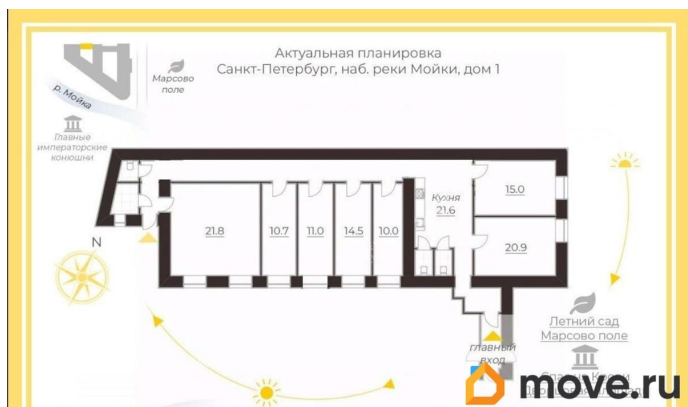 Актуальная планировка
Санкт-Петербург, наб. реки Мойки, дом 1
Марсово
поле
р. Мойка
Главные
императорские
конюшни
N
21.8
10.7
11.0
14.5
10.0
Кухня
21.6
15.0
20.9
Летний сад
Марсово поле
главный
вход
move.ru